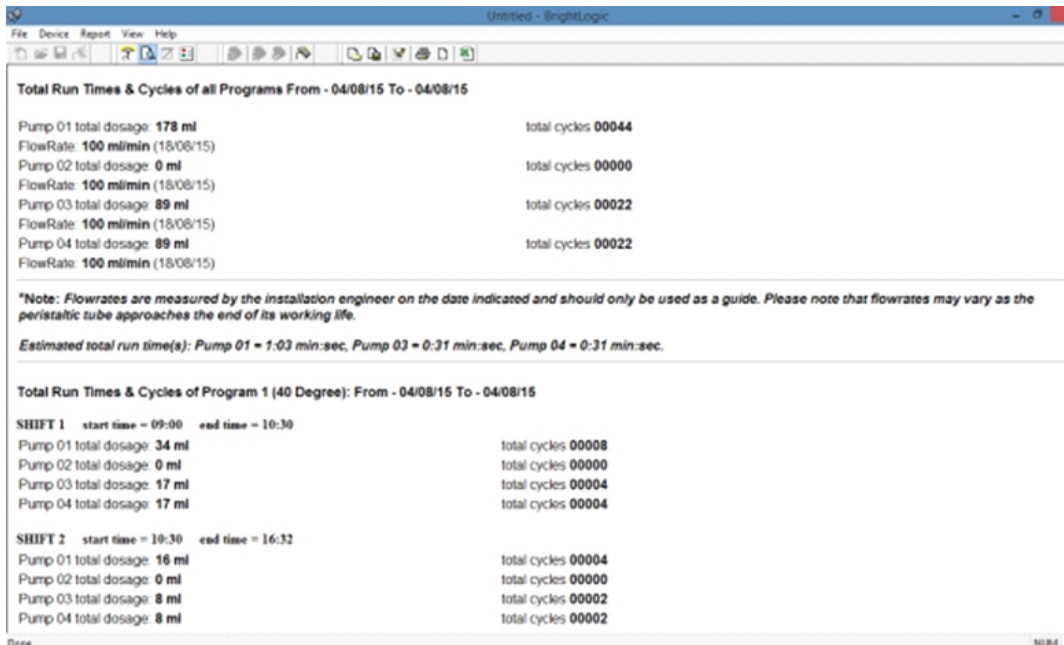 Untitled - BrightLogic
File Device Report View Help
Total Run Times & Cycles of all Programs From - 04/08/15 To - 04/08/15
Pump 01 total dosage: 178 ml total cycles 00044
FlowRate: 100 ml/min (18/08/15)
Pump 02 total dosage: 0 ml total cycles 00000
FlowRate: 100 ml/min (18/08/15)
Pump 03 total dosage: 89 ml total cycles 00022
FlowRate: 100 ml/min (18/08/15)
Pump 04 total dosage: 89 ml total cycles 00022
FlowRate: 100 ml/min (18/08/15)
*Note: Flowrates are measured by the installation engineer on the date indicated and should only be used as a guide. Please note that flowrates may vary as the
peristaltic tube approaches the end of its working life.
Estimated total run time(s): Pump 01 = 1:03 min:sec, Pump 03 = 0:31 min:sec, Pump 04 = 0:31 min:sec.
Total Run Times & Cycles of Program 1 (40 Degree): From - 04/08/15 To - 04/08/15
SHIFT 1 start time = 09:00 end time = 10:30
Pump 01 total dosage: 34 ml total cycles 00008
Pump 02 total dosage: 0 ml total cycles 00000
Pump 03 total dosage: 17 ml total cycles 00004
Pump 04 total dosage: 17 ml total cycles 00004
SHIFT 2 start time = 10:30 end time = 16:32
Pump 01 total dosage: 16 ml total cycles 00004
Pump 02 total dosage: 0 ml total cycles 00000
Pump 03 total dosage: 8 ml total cycles 00002
Pump 04 total dosage: 8 ml total cycles 00002
Done NUM